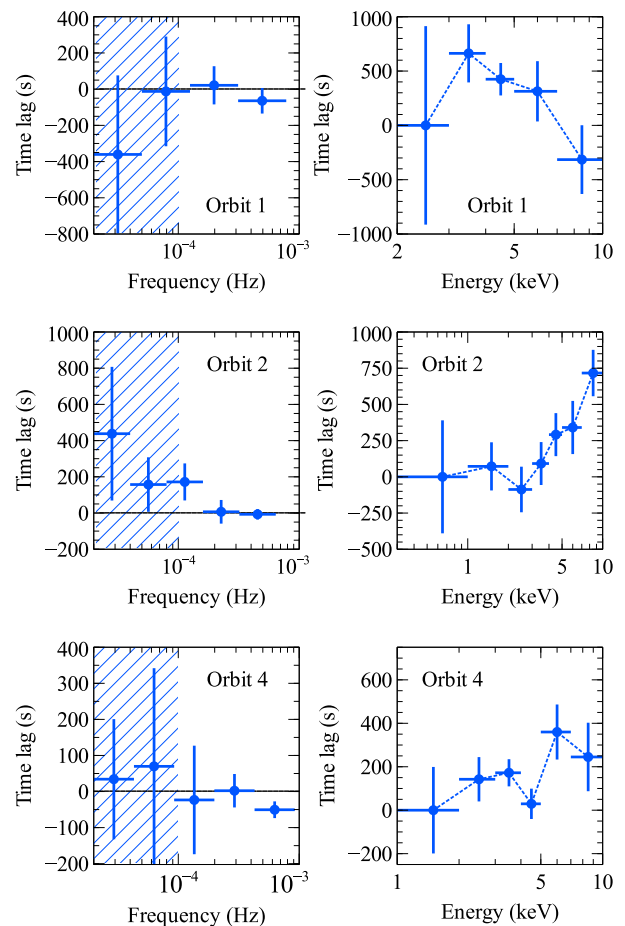 400
200
0
−200
−400
−600
−800
Time lag (s)
Orbit 1
10⁻⁴
10⁻³
Frequency (Hz)
1000
500
0
−500
−1000
Time lag (s)
Orbit 1
2
5
10
Energy (keV)
1000
800
600
400
200
0
−200
Time lag (s)
Orbit 2
10⁻⁴
10⁻³
Frequency (Hz)
1000
750
500
250
0
−250
−500
Time lag (s)
Orbit 2
1
5
10
Energy (keV)
400
300
200
100
0
−100
−200
Time lag (s)
Orbit 4
10⁻⁴
10⁻³
Frequency (Hz)
600
400
200
0
−200
Time lag (s)
Orbit 4
1
5
10
Energy (keV)